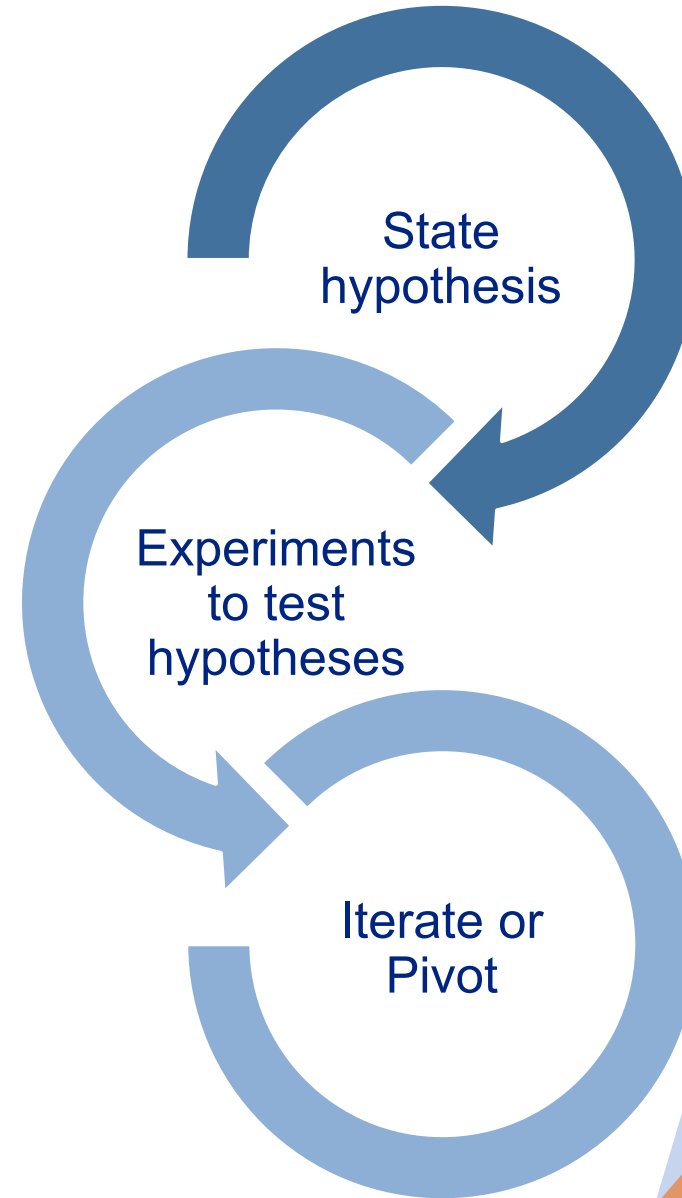 State
hypothesis
Experiments
to test
hypotheses
Iterate or
Pivot